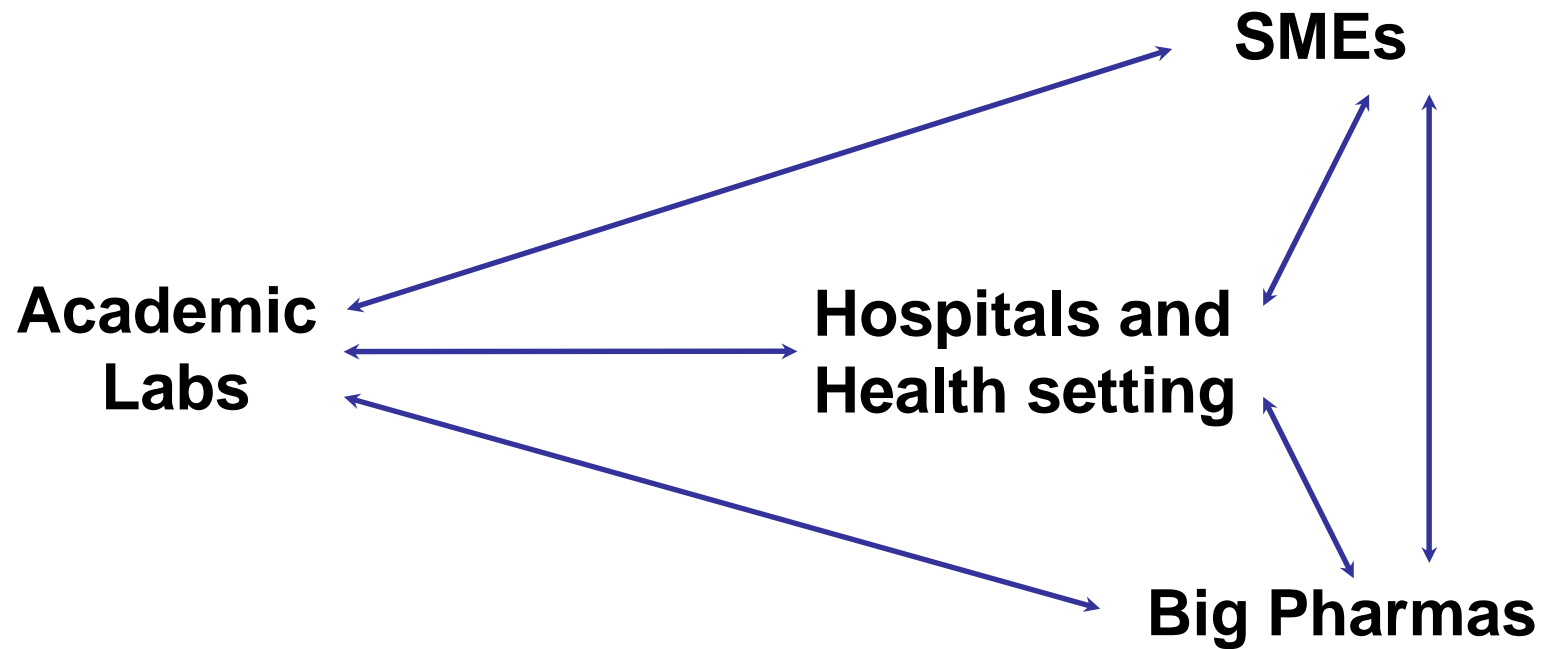 SMEs
Academic
Labs
Hospitals and
Health setting
Big Pharmas